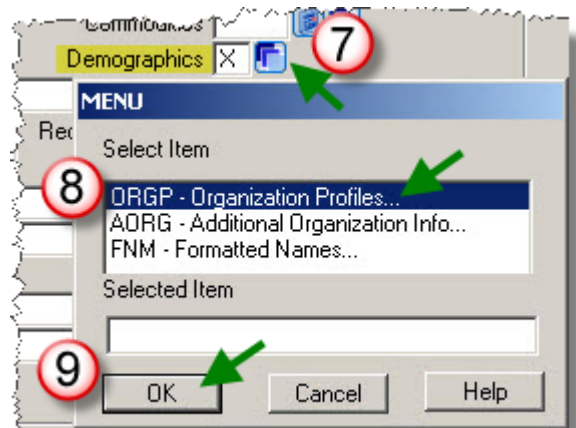 7
Demographics X
MENU
Rec
Select Item
8
ORGP - Organization Profiles...
AORG - Additional Organization Info...
FNM - Formatted Names...
Selected Item
9
OK Cancel Help